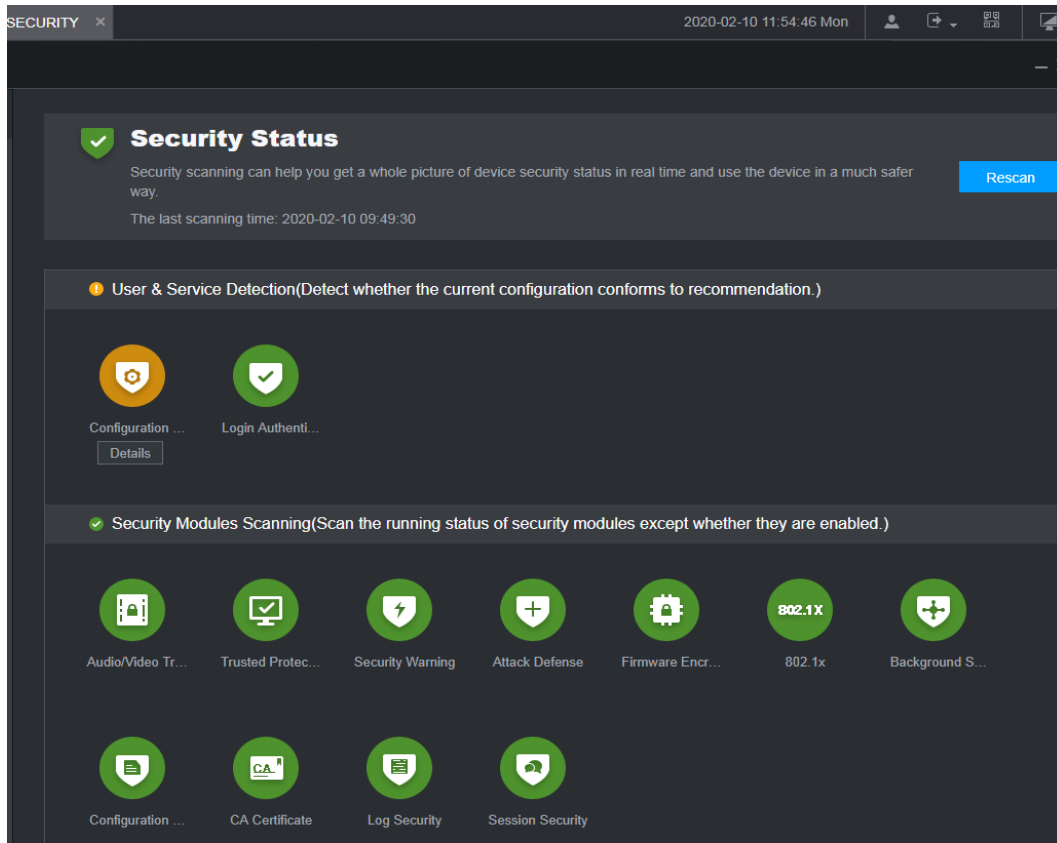 SECURITY ×
2020-02-10 11:54:46 Mon
Security Status
Security scanning can help you get a whole picture of device security status in real time and use the device in a much safer
way.
Rescan
The last scanning time: 2020-02-10 09:49:30
User & Service Detection(Detect whether the current configuration conforms to recommendation.)
Configuration ... Login Authenti...
Details
Security Modules Scanning(Scan the running status of security modules except whether they are enabled.)
802.1X
Audio/Video Tr... Trusted Protec... Security Warning Attack Defense Firmware Encr... 802.1x Background S...
CA
Configuration ... CA Certificate Log Security Session Security